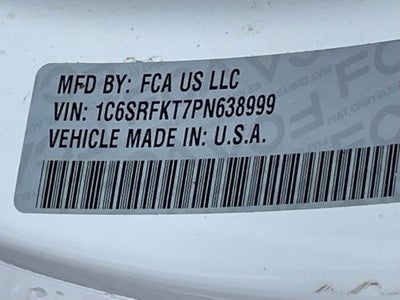 MFD BY: FCA US LLC
VIN: 1C6SRFKT7PN638999
VEHICLE MADE IN: U.S.A.